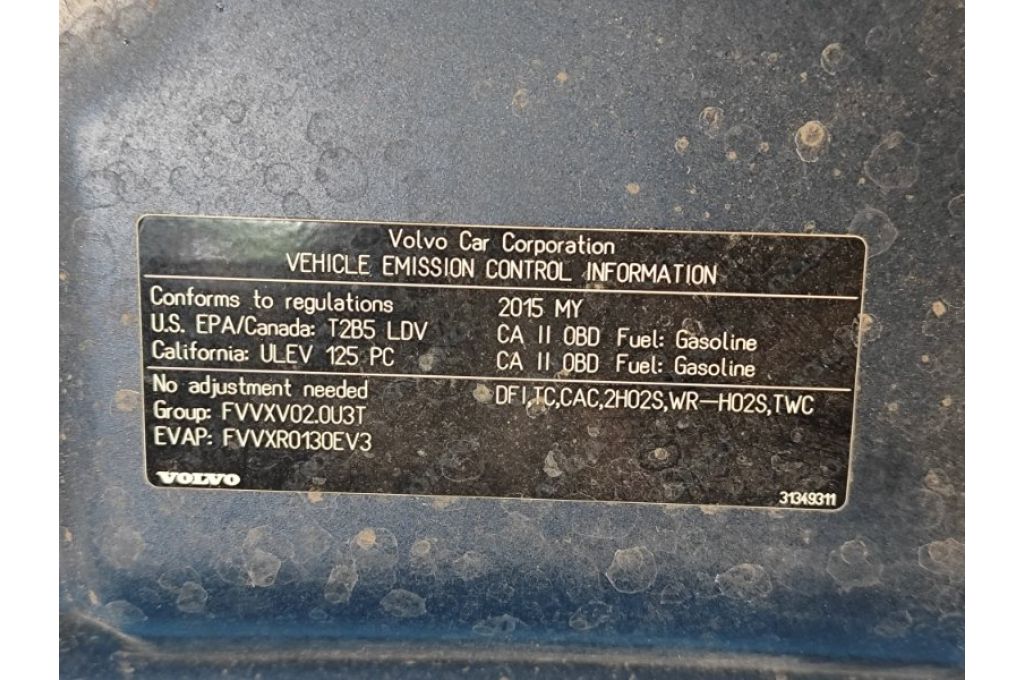 Volvo Car Corporation
VEHICLE EMISSION CONTROL INFORMATION
Conforms to regulations 2015 MY
U.S. EPA/Canada: T2B5 LDV CA II OBD Fuel: Gasoline
California: ULEV 125 PC CA II OBD Fuel: Gasoline
No adjustment needed DFI,TC,CAC,2HO2S,WR-HO2S,TWC
Group: FVVXV02.0U3T
EVAP: FVVXR0130EV3
VOLVO 31349311